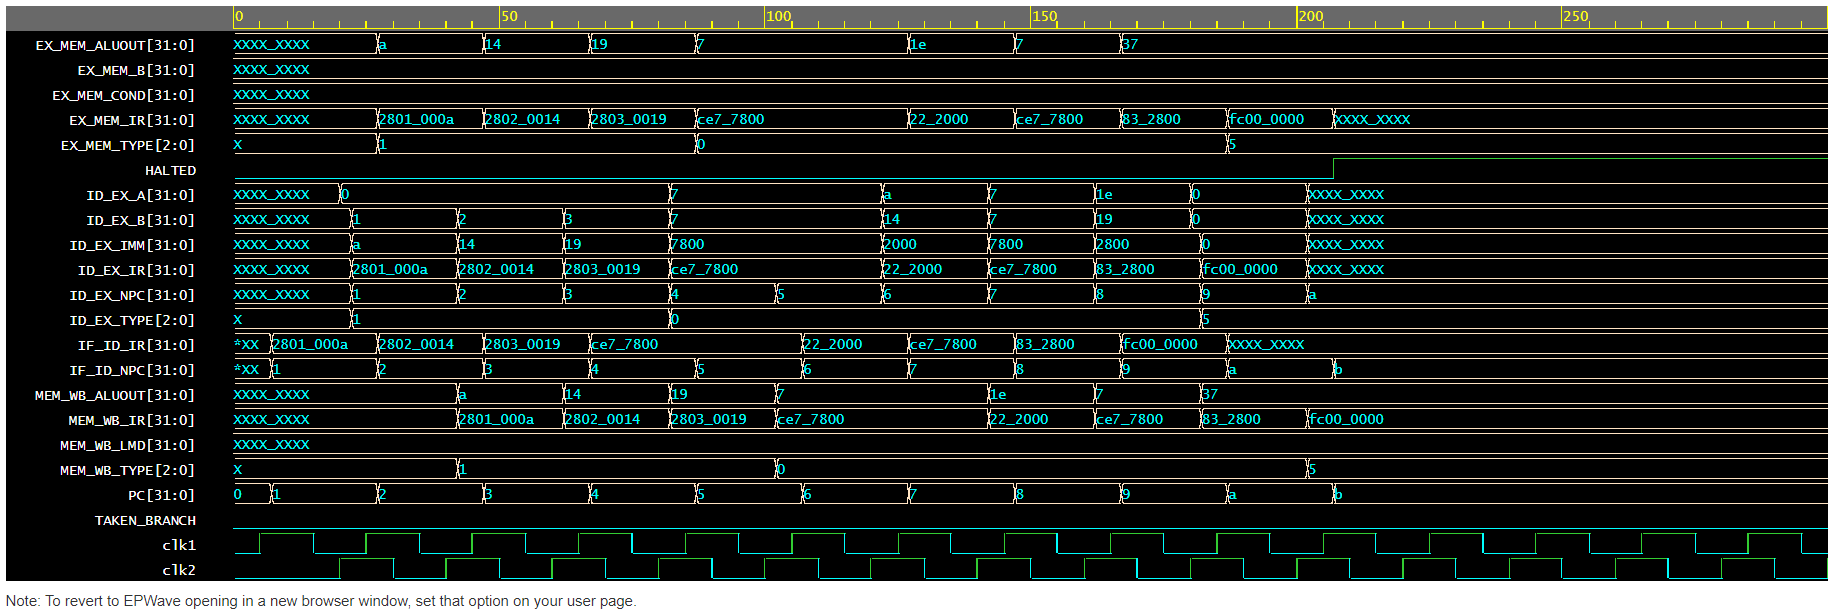 0 50 100 150 200 250
EX_MEM_ALUOUT[31:0] XXXX_XXXX a 14 19 7 1e 7 37
EX_MEM_B[31:0] XXXX_XXXX
EX_MEM_COND[31:0] XXXX_XXXX
EX_MEM_IR[31:0] XXXX_XXXX 2801_000a 2802_0014 2803_0019 ce7_7800 22_2000 ce7_7800 83_2800 fc00_0000 XXXX_XXXX
EX_MEM_TYPE[2:0] X 1 0 5
HALTED
ID_EX_A[31:0] XXXX_XXXX 0 7 a 7 1e 0 XXXX_XXXX
ID_EX_B[31:0] XXXX_XXXX 1 2 3 7 14 7 19 0 XXXX_XXXX
ID_EX_IMM[31:0] XXXX_XXXX a 14 19 7800 2000 7800 2800 0 XXXX_XXXX
ID_EX_IR[31:0] XXXX_XXXX 2801_000a 2802_0014 2803_0019 ce7_7800 22_2000 ce7_7800 83_2800 fc00_0000 XXXX_XXXX
ID_EX_NPC[31:0] XXXX_XXXX 1 2 3 4 5 6 7 8 9 a
ID_EX_TYPE[2:0] X 1 0 5
IF_ID_IR[31:0] *XX 2801_000a 2802_0014 2803_0019 ce7_7800 22_2000 ce7_7800 83_2800 fc00_0000 XXXX_XXXX
IF_ID_NPC[31:0] *XX 1 2 3 4 5 6 7 8 9 a b
MEM_WB_ALUOUT[31:0] XXXX_XXXX a 14 19 7 1e 7 37
MEM_WB_IR[31:0] XXXX_XXXX 2801_000a 2802_0014 2803_0019 ce7_7800 22_2000 ce7_7800 83_2800 fc00_0000
MEM_WB_LMD[31:0] XXXX_XXXX
MEM_WB_TYPE[2:0] X 1 0 5
PC[31:0] 0 1 2 3 4 5 6 7 8 9 a b
TAKEN_BRANCH
clk1
clk2
Note: To revert to EPWave opening in a new browser window, set that option on your user page.